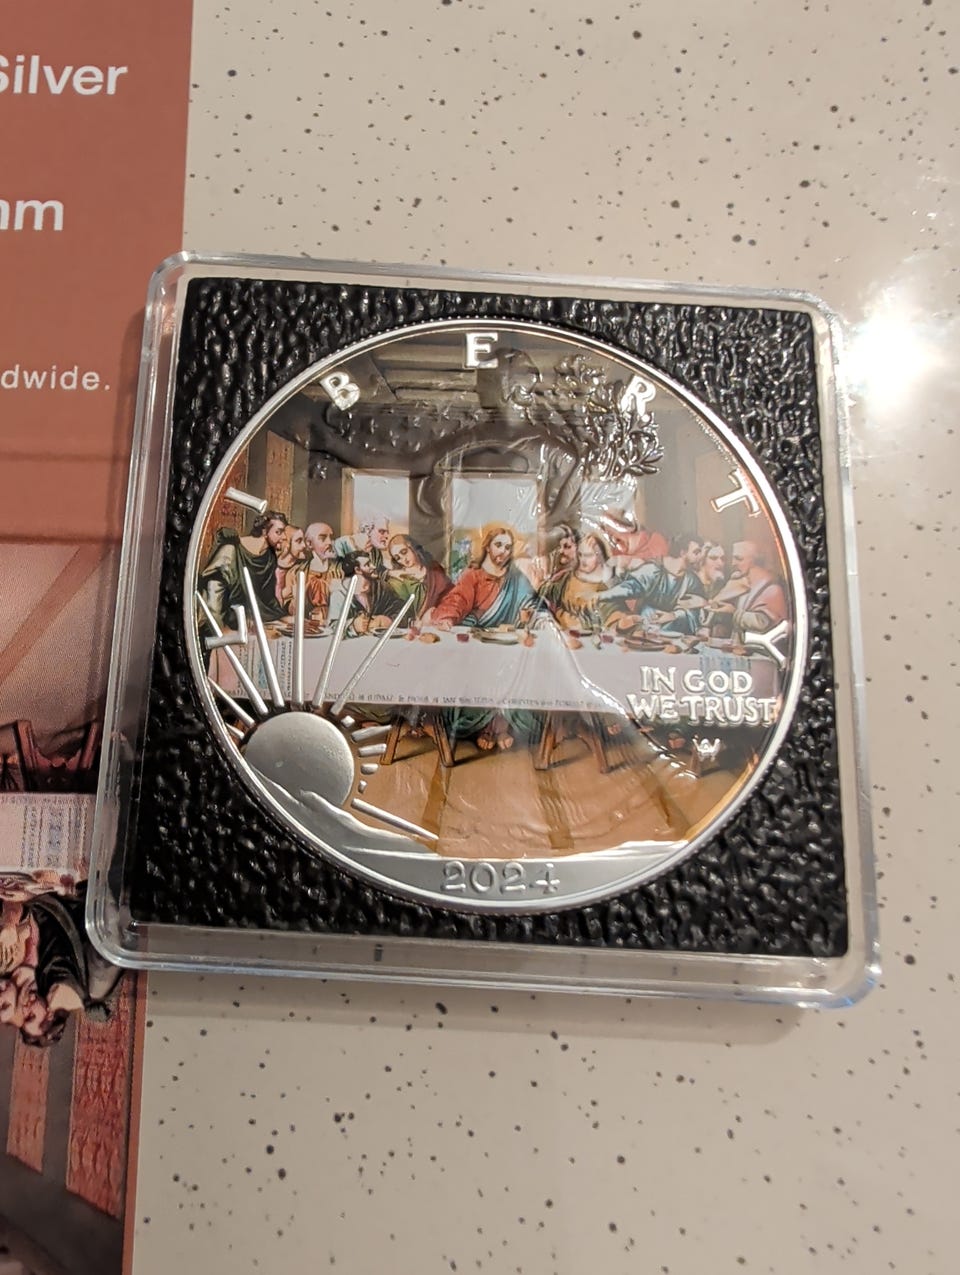 Silver
mm
dwide.
LIBERTY
IN GOD
WE TRUST
2024